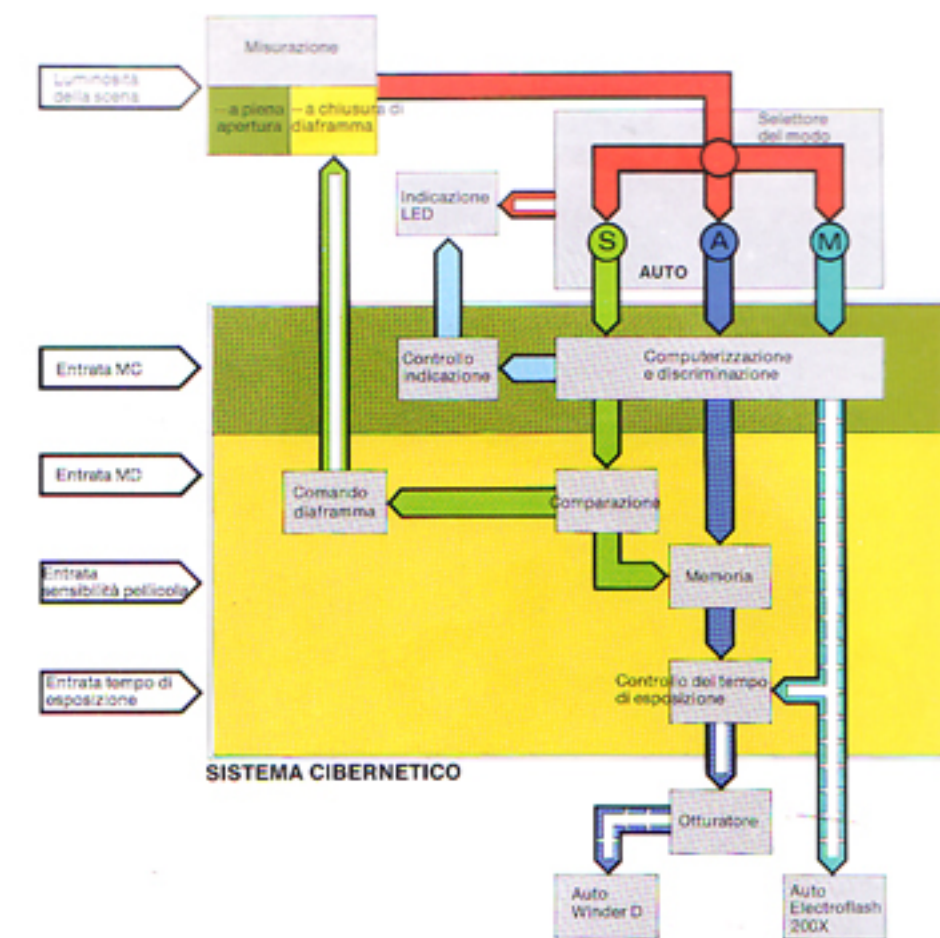 Misurazione
Luminosità
della scena
—a piena
apertura
—a chiusura di
diaframma
Selettore
del modo
Indicazione
LED
S
A
M
AUTO
Entrata MC
Controllo
indicazione
Computerizzazione
e discriminazione
Entrata MD
Comando
diaframma
Comparazione
Entrata
sensibilità pellicola
Memoria
Entrata tempo di
esposizione
Controllo del tempo
di esposizione
SISTEMA CIBERNETICO
Otturatore
Auto
Winder D
Auto
Electroflash
200X